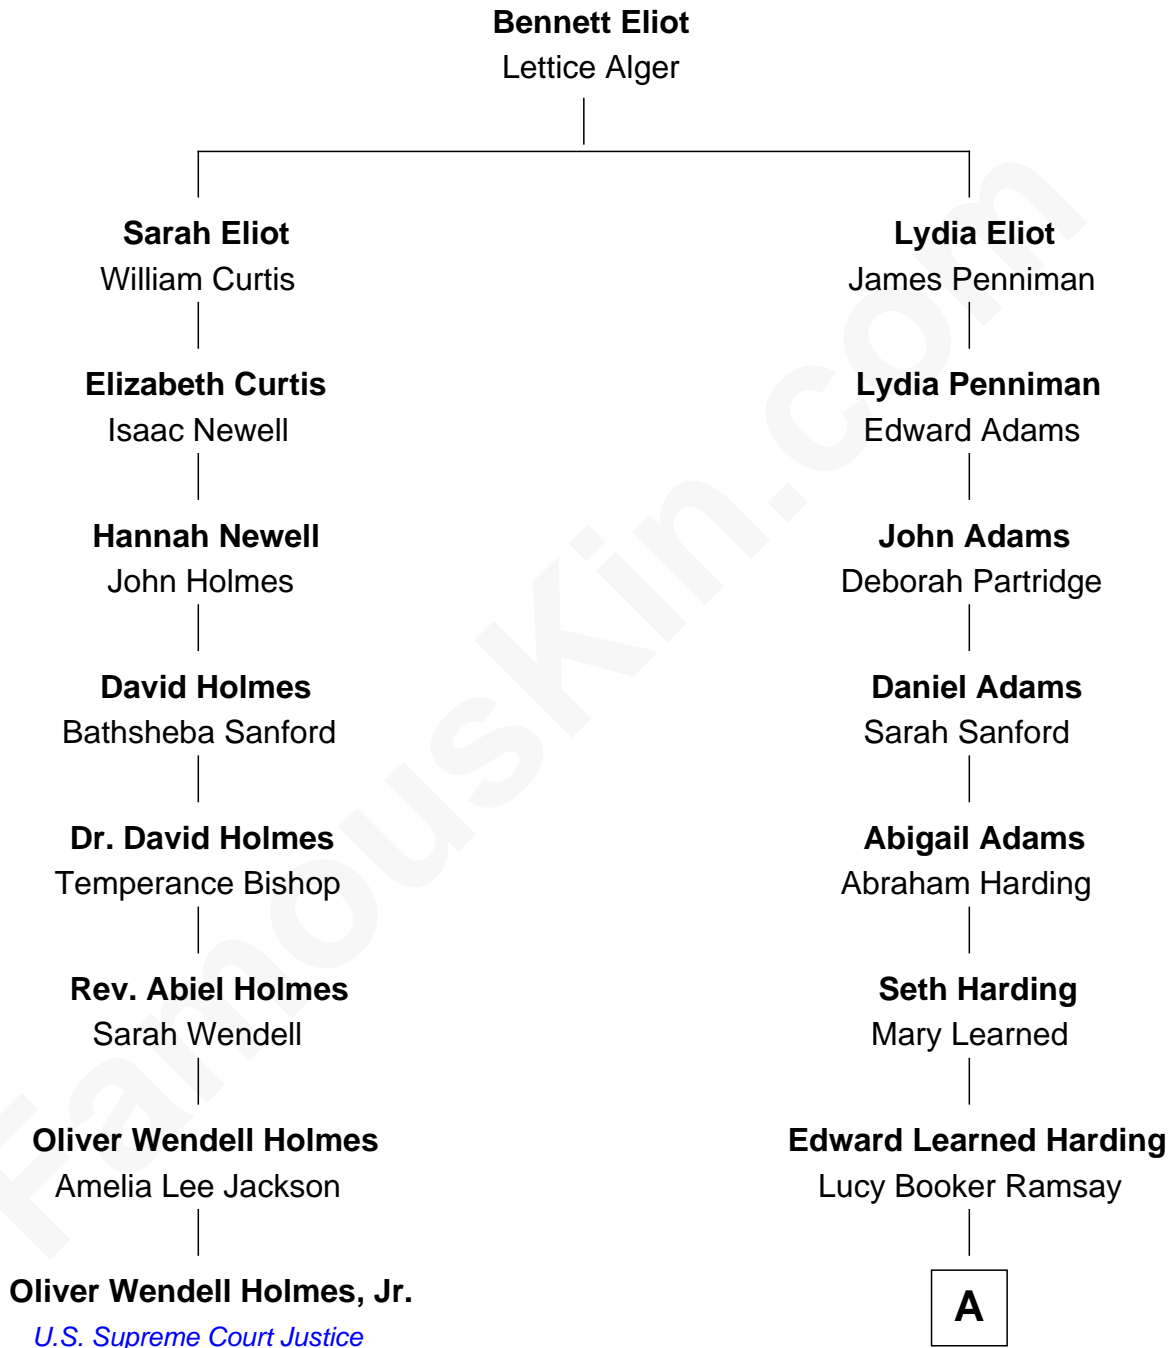 Bennett Eliot
Lettice Alger
Sarah Eliot
William Curtis
Lydia Eliot
James Penniman
Elizabeth Curtis
Isaac Newell
Lydia Penniman
Edward Adams
Hannah Newell
John Holmes
John Adams
Deborah Partridge
David Holmes
Bathsheba Sanford
Daniel Adams
Sarah Sanford
Dr. David Holmes
Temperance Bishop
Abigail Adams
Abraham Harding
Rev. Abiel Holmes
Sarah Wendell
Seth Harding
Mary Learned
Oliver Wendell Holmes
Amelia Lee Jackson
Edward Learned Harding
Lucy Booker Ramsay
Oliver Wendell Holmes, Jr.
U.S. Supreme Court Justice
A
FamousKin.com